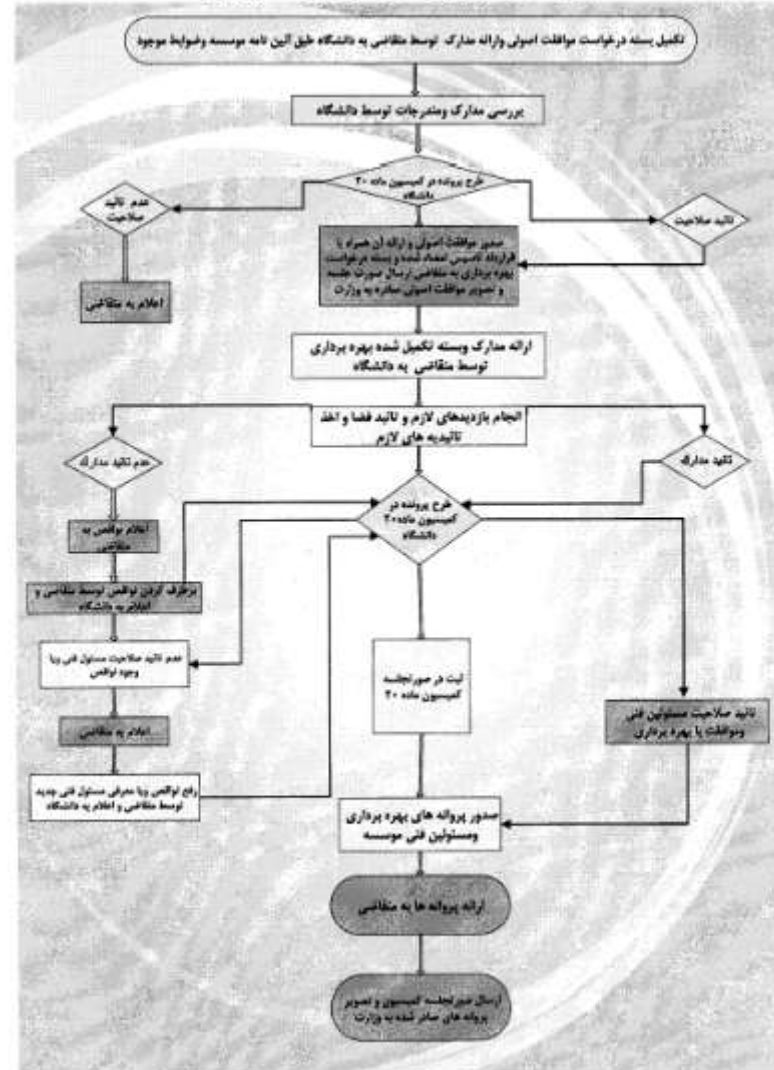 تکمیل بسته درخواست موافقت اصولی وارائه مدارک توسط متقاضی به دانشگاه طبق آئین نامه موسسه وضوابط موجود
بررسی مدارک ومندرجات توسط دانشگاه
طرح پرونده در کمیسیون ماده ۲۰
دانشگاه
عدم تائید
صلاحیت
تائید صلاحیت
صدور موافقت اصولی و ارائه آن همراه با
قرارداد تاسیس امضاء شده و بسته درخواست
بهره برداری به متقاضی ارسال صورت جلسه
و تصویر موافقت اصولی صادره به وزارت
اعلام به متقاضی
ارائه مدارک وبسته تکمیل شده بهره برداری
توسط متقاضی به دانشگاه
انجام بازدیدهای لازم و تائید فضا و اخذ
تائیدیه های لازم
عدم تائید مدارک
تائید مدارک
طرح پرونده در
کمیسیون ماده ۲۰
دانشگاه
اعلام نواقص به
متقاضی
برطرف کردن نواقص توسط متقاضی و
اعلام به دانشگاه
عدم تائید صلاحیت مسئول فنی ویا
وجود نواقص
ثبت در صورتجلسه
کمیسیون ماده ۲۰
تائید صلاحیت مسئولین فنی
وموافقت با بهره برداری
اعلام به متقاضی
رفع نواقص ویا معرفی مسئول فنی جدید
توسط متقاضی و اعلام به دانشگاه
صدور پروانه های بهره برداری
ومسئولین فنی موسسه
ارائه پروانه ها به متقاضی
ارسال صورتجلسه کمیسیون و تصویر
پروانه های صادر شده به وزارت